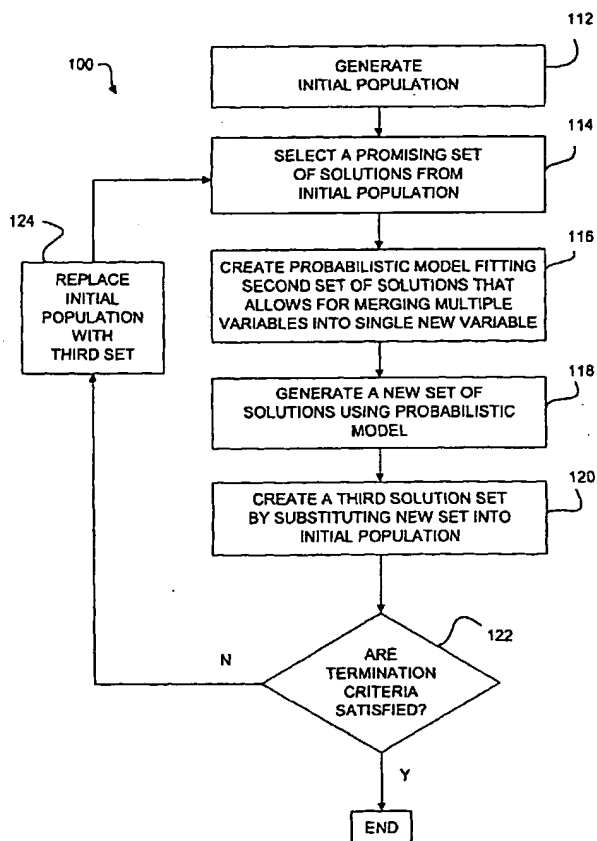 112
100
GENERATE
INITIAL POPULATION
114
SELECT A PROMISING SET
OF SOLUTIONS FROM
INITIAL POPULATION
124
116
REPLACE
INITIAL
POPULATION
WITH
THIRD SET
CREATE PROBABILISTIC MODEL FITTING
SECOND SET OF SOLUTIONS THAT
ALLOWS FOR MERGING MULTIPLE
VARIABLES INTO SINGLE NEW VARIABLE
118
GENERATE A NEW SET OF
SOLUTIONS USING PROBABILISTIC
MODEL
120
CREATE A THIRD SOLUTION SET
BY SUBSTITUTING NEW SET INTO
INITIAL POPULATION
122
N
ARE
TERMINATION
CRITERIA
SATISFIED?
Y
END